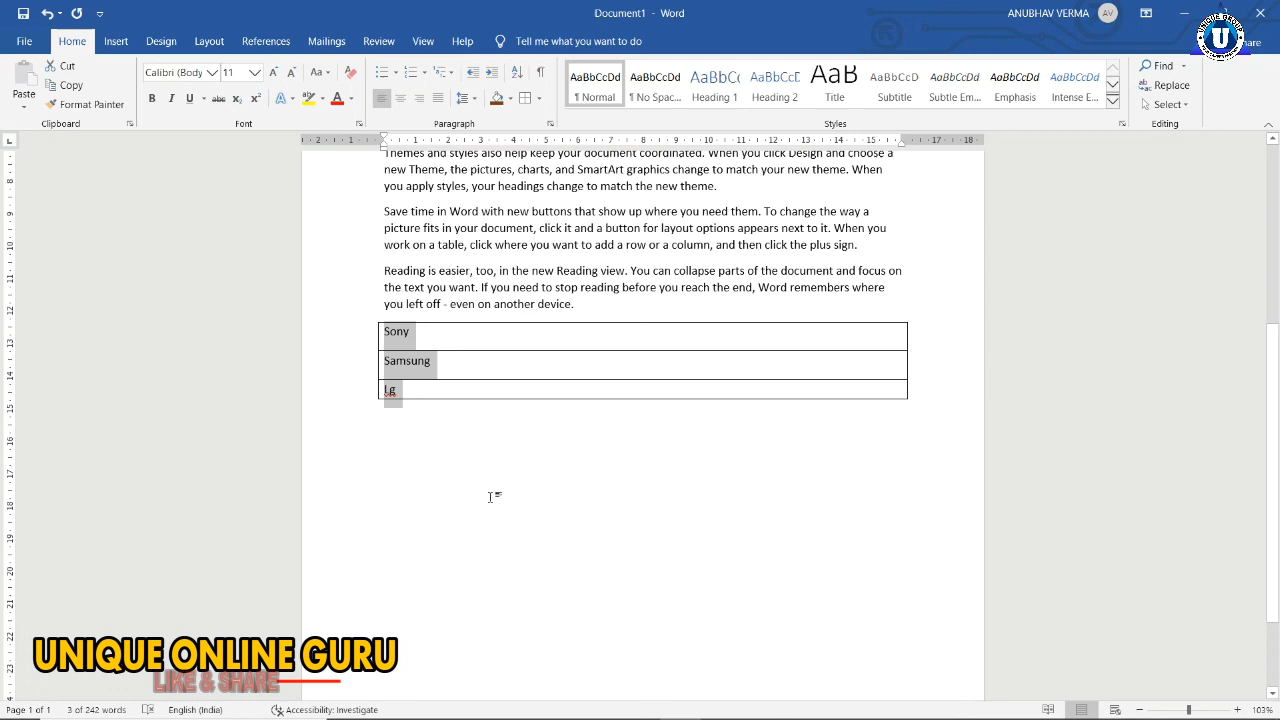 Document1 - Word
ANUBHAV VERMA
AV
File Home Insert Design Layout References Mailings Review View Help Tell me what you want to do
Paste
Cut
Copy
Format Painter
Clipboard
Calibri (Body 11
Font
Paragraph
AaBbCcDd AaBbCcDd AaBbC AaBbCcD AaB AaBbCcD AaBbCcDd AaBbCcDd AaBbCcDd
¶ Normal ¶ No Spac... Heading 1 Heading 2 Title Subtitle Subtle Em... Emphasis Intense E...
Styles
Find
Replace
Select
Editing
Themes and styles also help keep your document coordinated. When you click Design and choose a
new Theme, the pictures, charts, and SmartArt graphics change to match your new theme. When
you apply styles, your headings change to match the new theme.
Save time in Word with new buttons that show up where you need them. To change the way a
picture fits in your document, click it and a button for layout options appears next to it. When you
work on a table, click where you want to add a row or a column, and then click the plus sign.
Reading is easier, too, in the new Reading view. You can collapse parts of the document and focus on
the text you want. If you need to stop reading before you reach the end, Word remembers where
you left off - even on another device.
Sony
Samsung
Lg
UNIQUE ONLINE GURU
LIKE & SHARE
Page 1 of 1 3 of 242 words English (India) Accessibility: Investigate 103%